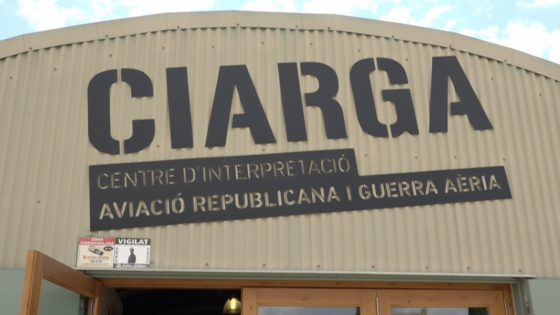 CIARGA
CENTRE D'INTERPRETACIÓ
AVIACIÓ REPUBLICANA I GUERRA AÈRIA
VIGILAT